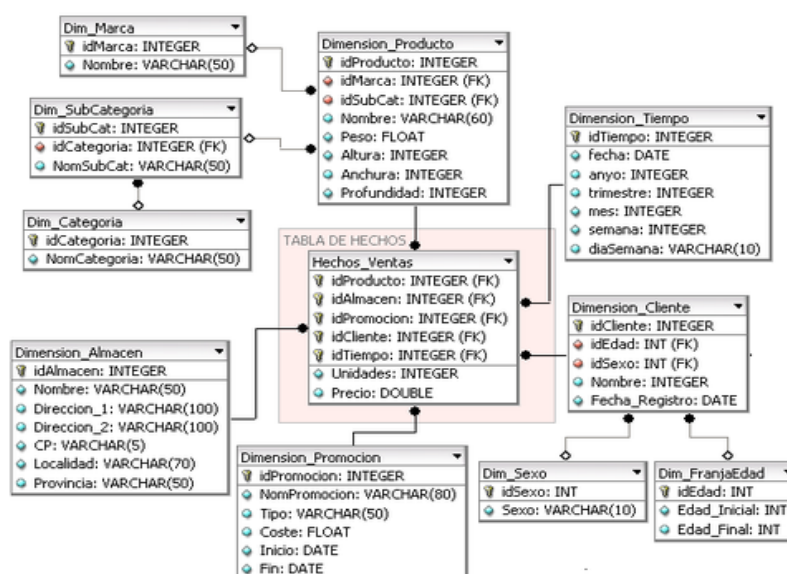 Dim_Marca
idMarca: INTEGER
Nombre: VARCHAR(50)
Dimension_Producto
idProducto: INTEGER
idMarca: INTEGER (FK)
idSubCat: INTEGER (FK)
Nombre: VARCHAR(60)
Peso: FLOAT
Altura: INTEGER
Anchura: INTEGER
Profundidad: INTEGER
Dim_SubCategoria
idSubCat: INTEGER
idCategoria: INTEGER (FK)
NomSubCat: VARCHAR(50)
Dimension_Tiempo
idTiempo: INTEGER
fecha: DATE
anyo: INTEGER
trimestre: INTEGER
mes: INTEGER
semana: INTEGER
diaSemana: VARCHAR(10)
Dim_Categoria
idCategoria: INTEGER
NomCategoria: VARCHAR(50)
TABLA DE HECHOS
Hechos_Ventas
idProducto: INTEGER (FK)
idAlmacen: INTEGER (FK)
idPromocion: INTEGER (FK)
idCliente: INTEGER (FK)
idTiempo: INTEGER (FK)
Unidades: INTEGER
Precio: DOUBLE
Dimension_Cliente
idCliente: INTEGER
idEdad: INT (FK)
idSexo: INT (FK)
Nombre: INTEGER
Fecha_Registro: DATE
Dimension_Almacen
idAlmacen: INTEGER
Nombre: VARCHAR(50)
Direccion_1: VARCHAR(100)
Direccion_2: VARCHAR(100)
CP: VARCHAR(5)
Localidad: VARCHAR(70)
Provincia: VARCHAR(50)
Dimension_Promocion
idPromocion: INTEGER
NomPromocion: VARCHAR(80)
Tipo: VARCHAR(50)
Coste: FLOAT
Inicio: DATE
Fin: DATE
Dim_Sexo
idSexo: INT
Sexo: VARCHAR(10)
Dim_FranjaEdad
idEdad: INT
Edad_Inicial: INT
Edad_Final: INT